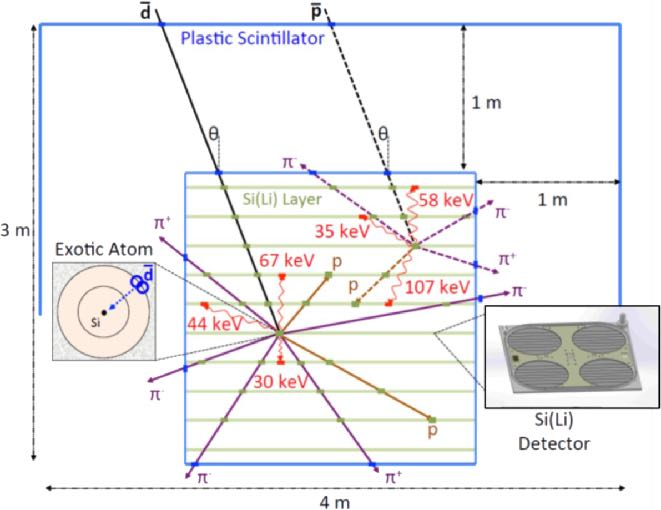 d̅
p̅
Plastic Scintillator
1 m
θ
θ
π⁻
58 keV
Si(Li) Layer
π⁻
1 m
35 keV
π⁺
3 m
Exotic Atom
67 keV
p
π⁺
d̅
p
107 keV
π⁻
Si
44 keV
30 keV
π⁻
p
Si(Li)
Detector
π⁻
π⁺
4 m